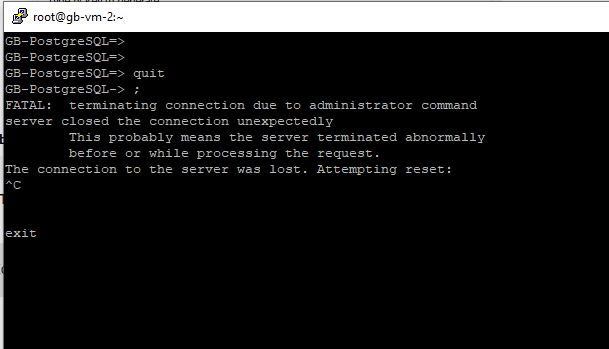 root@gb-vm-2:~
GB-PostgreSQL=>
GB-PostgreSQL=>
GB-PostgreSQL=> quit
GB-PostgreSQL-> ;
FATAL:  terminating connection due to administrator command
server closed the connection unexpectedly
        This probably means the server terminated abnormally
        before or while processing the request.
The connection to the server was lost. Attempting reset:
^C
exit